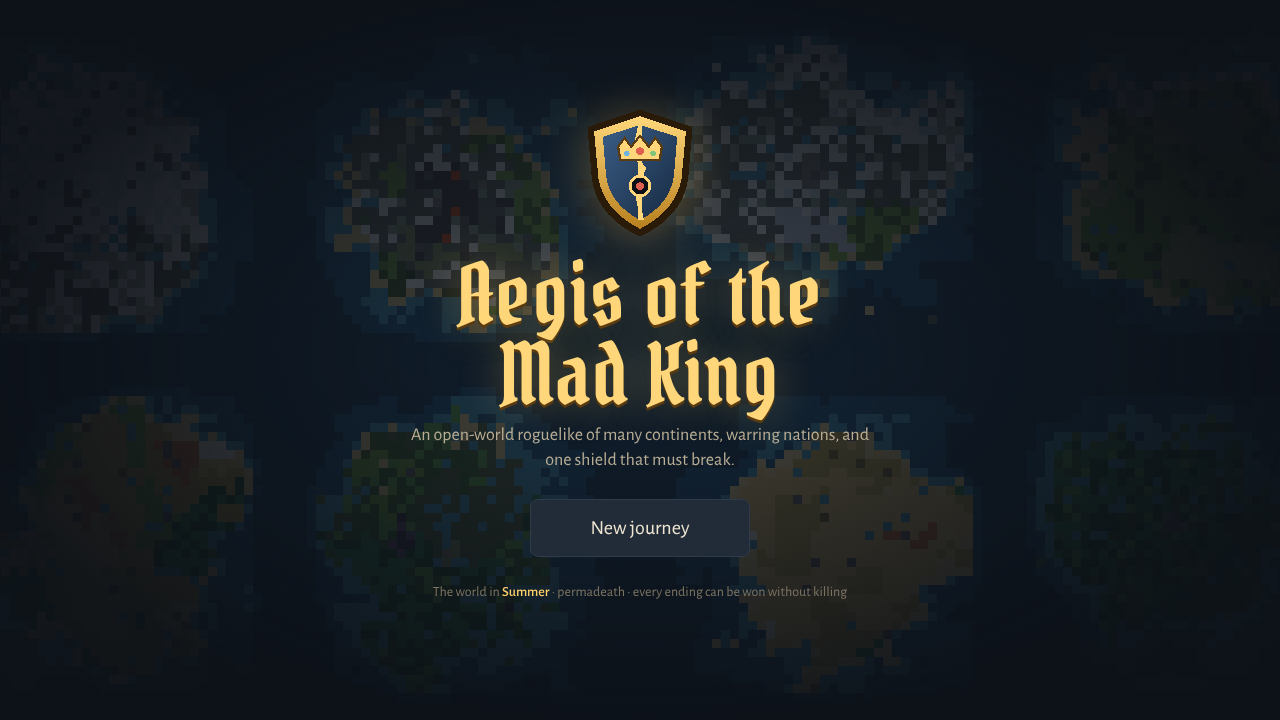 Aegis of the
Mad King
An open-world roguelike of many continents, warring nations, and
one shield that must break.
New journey
The world in Summer · permadeath · every ending can be won without killing